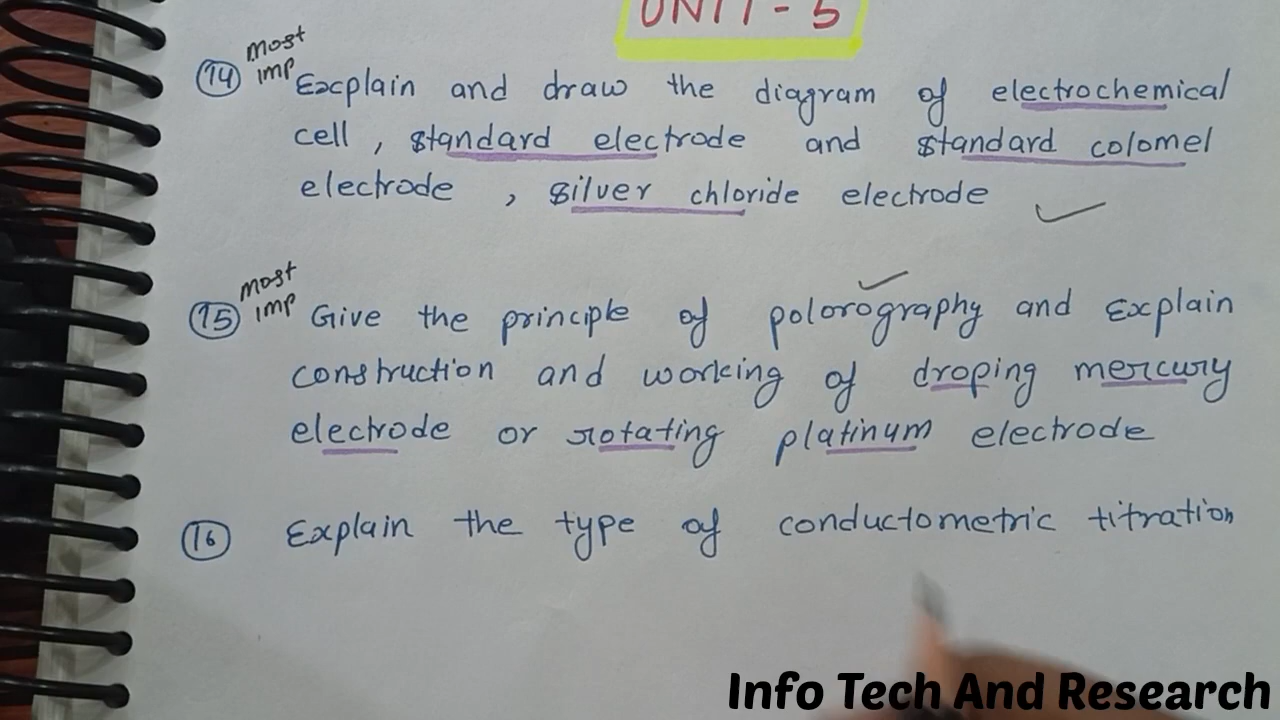 UNIT - 5
14 most
imp Excplain and draw the diagram of electrochemical
cell, standard electrode and standard colomel
electrode, silver chloride electrode
15 most
imp Give the principle of polorography and Explain
construction and working of droping mercury
electrode or rotating platinum electrode
16 Explain the type of conductometric titration
Info Tech And Research